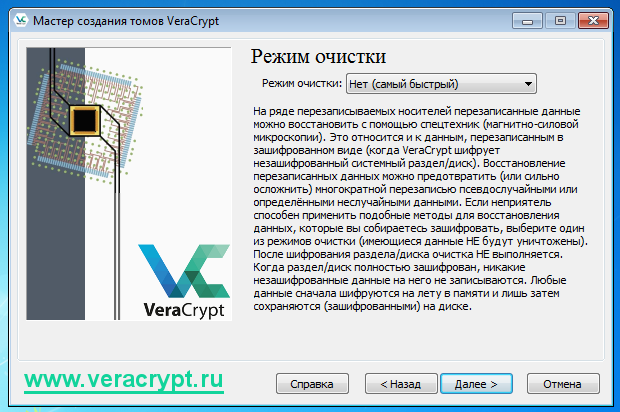 Мастер создания томов VeraCrypt
Режим очистки
Режим очистки: Нет (самый быстрый)
На ряде перезаписываемых носителей перезаписанные данные
можно восстановить с помощью спецтехник (магнитно-силовой
микроскопии). Это относится и к данным, перезаписанным в
зашифрованном виде (когда VeraCrypt шифрует
незашифрованный системный раздел/диск). Восстановление
перезаписанных данных можно предотвратить (или сильно
осложнить) многократной перезаписью псевдослучайными или
определёнными неслучайными данными. Если неприятель
способен применить подобные методы для восстановления
данных, которые вы собираетесь зашифровать, выберите один
из режимов очистки (имеющиеся данные НЕ будут уничтожены).
После шифрования раздела/диска очистка НЕ выполняется.
Когда раздел/диск полностью зашифрован, никакие
незашифрованные данные на него не записываются. Любые
данные сначала шифруются на лету в памяти и лишь затем
сохраняются (зашифрованными) на диске.
VeraCrypt
www.veracrypt.ru
Справка < Назад Далее > Отмена